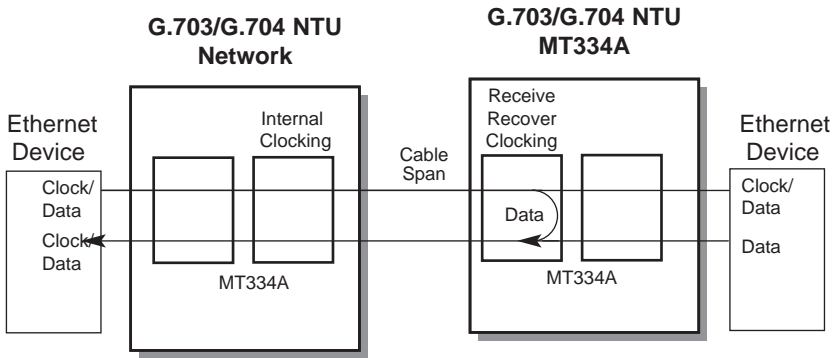 G.703/G.704 NTU
Network
G.703/G.704 NTU
MT334A
Ethernet
Device
Internal
Clocking
Cable
Span
Receive
Recover
Clocking
Ethernet
Device
Clock/
Data
Clock/
Data
MT334A
Data
MT334A
Clock/
Data
Data